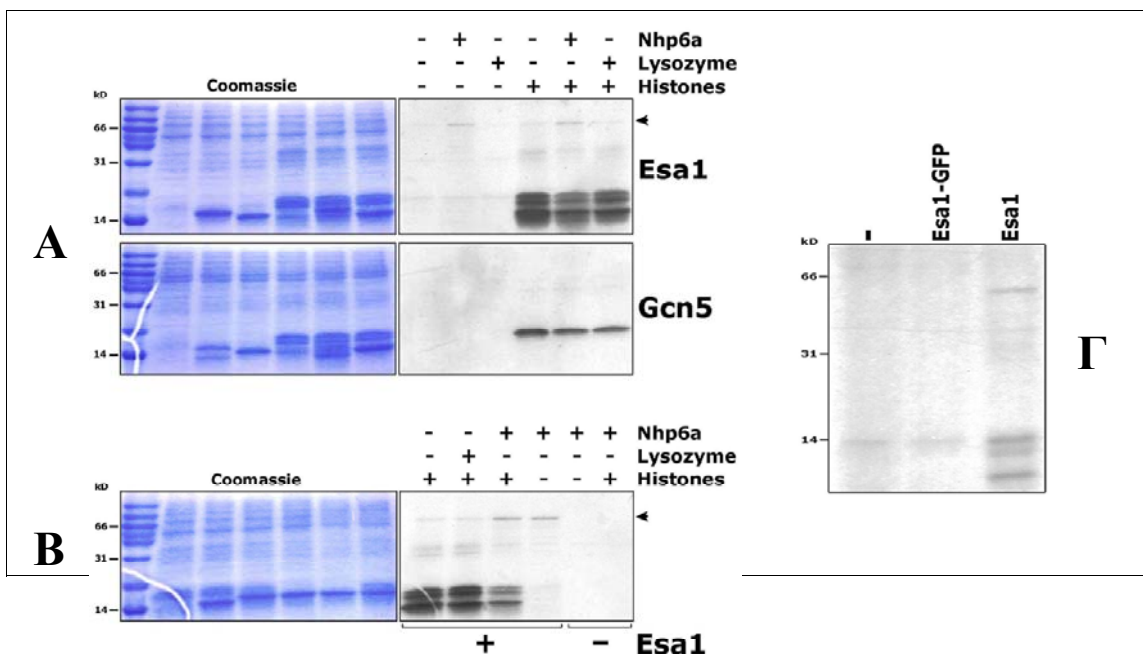 - + - - + - Nhp6a
- - + - - + Lysozyme
- - - + + + Histones
Coomassie
kD
66
31
14
Esa1
A
66
31
14
Gcn5
- - + + + + Nhp6a
- + - - - - Lysozyme
+ + + - - + Histones
Coomassie
kD
66
31
14
B
+ - Esa1
- Esa1-GFP Esa1
kD
66
31
14
Γ